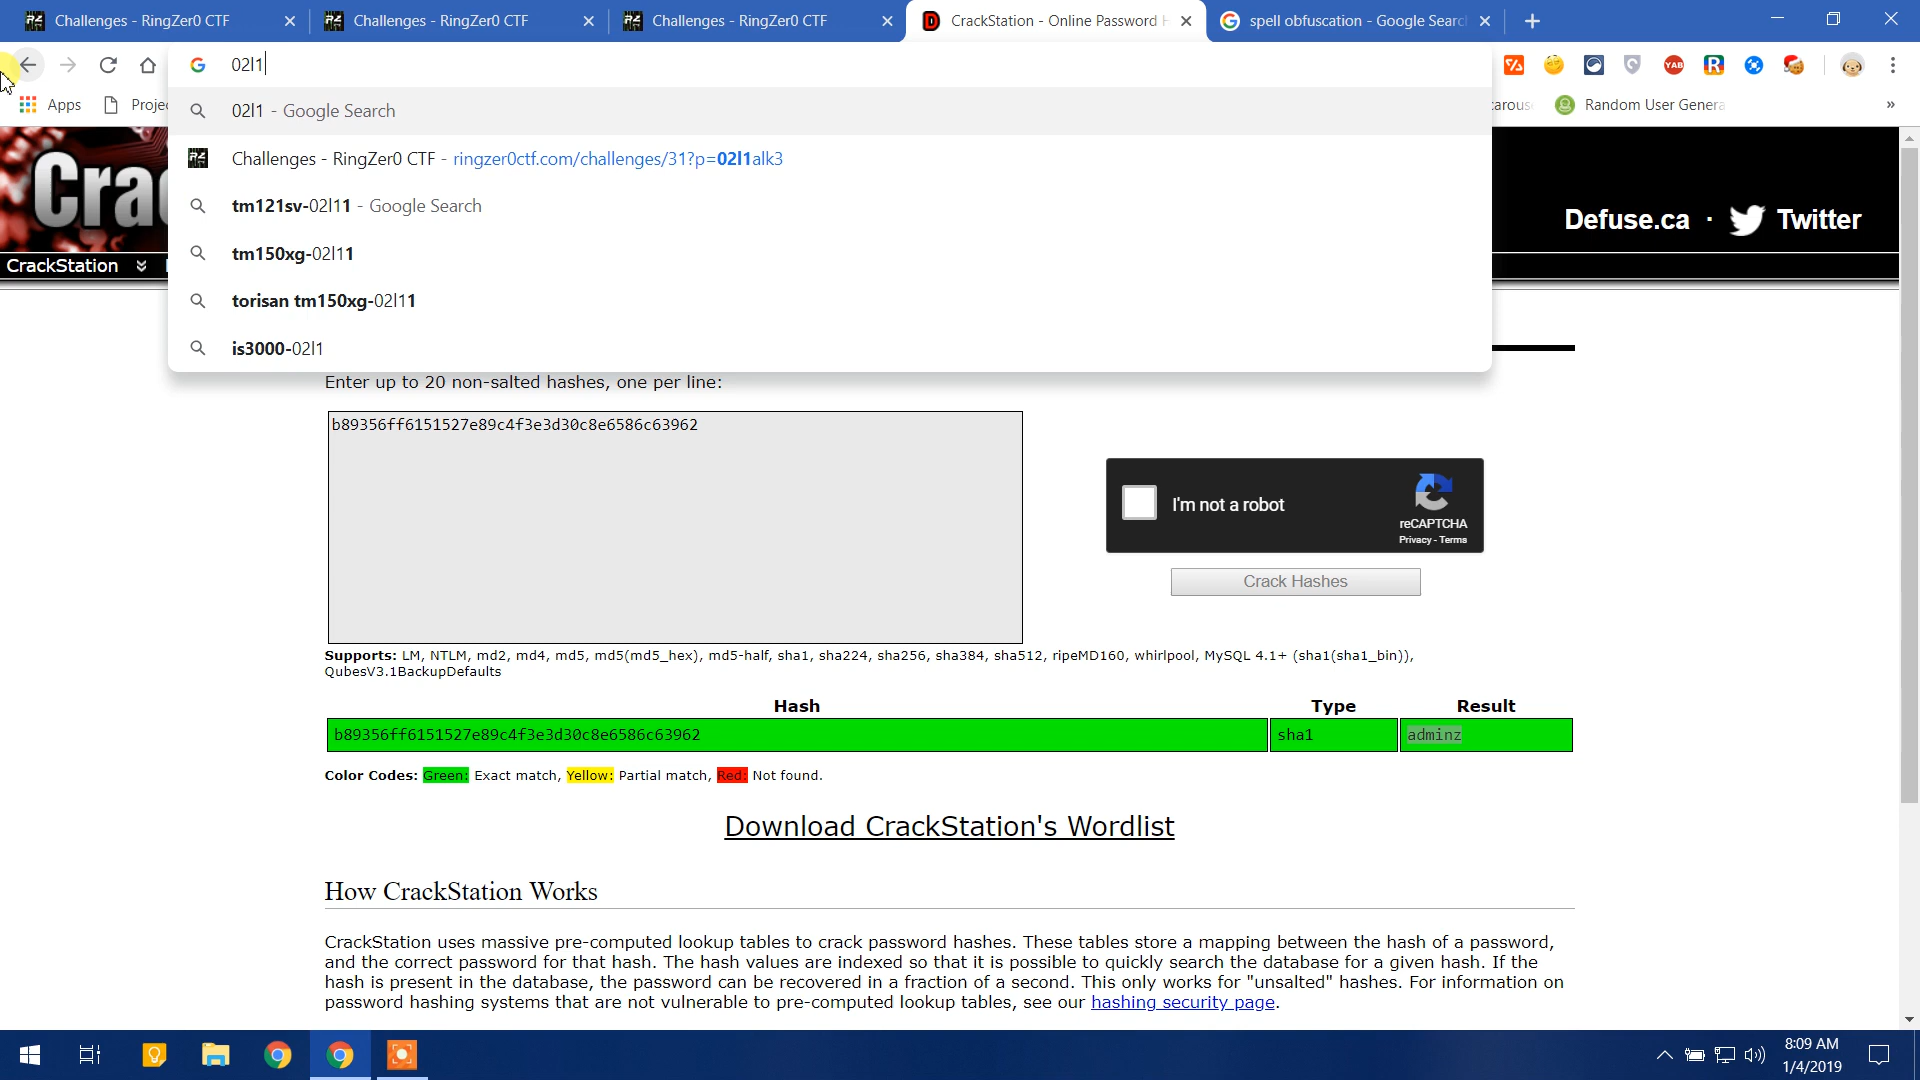 Challenges - RingZer0 CTF
Challenges - RingZer0 CTF
Challenges - RingZer0 CTF
CrackStation - Online Password H
spell obfuscation - Google Searc
02l1
YAB
Apps
Projec
02l1 - Google Search
Challenges - RingZer0 CTF - ringzer0ctf.com/challenges/31?p=02l1alk3
tm121sv-02l11 - Google Search
tm150xg-02l11
torisan tm150xg-02l11
is3000-02l1
carous
Random User Genera
»
Cra
Defuse.ca · Twitter
CrackStation
Enter up to 20 non-salted hashes, one per line:
b89356ff6151527e89c4f3e3d30c8e6586c63962
I'm not a robot
reCAPTCHA
Privacy - Terms
Crack Hashes
Supports: LM, NTLM, md2, md4, md5, md5(md5_hex), md5-half, sha1, sha224, sha256, sha384, sha512, ripeMD160, whirlpool, MySQL 4.1+ (sha1(sha1_bin)),
QubesV3.1BackupDefaults
Hash Type Result
b89356ff6151527e89c4f3e3d30c8e6586c63962 sha1 adminz
Color Codes: Green: Exact match, Yellow: Partial match, Red: Not found.
Download CrackStation's Wordlist
How CrackStation Works
CrackStation uses massive pre-computed lookup tables to crack password hashes. These tables store a mapping between the hash of a password,
and the correct password for that hash. The hash values are indexed so that it is possible to quickly search the database for a given hash. If the
hash is present in the database, the password can be recovered in a fraction of a second. This only works for "unsalted" hashes. For information on
password hashing systems that are not vulnerable to pre-computed lookup tables, see our hashing security page.
8:09 AM
1/4/2019